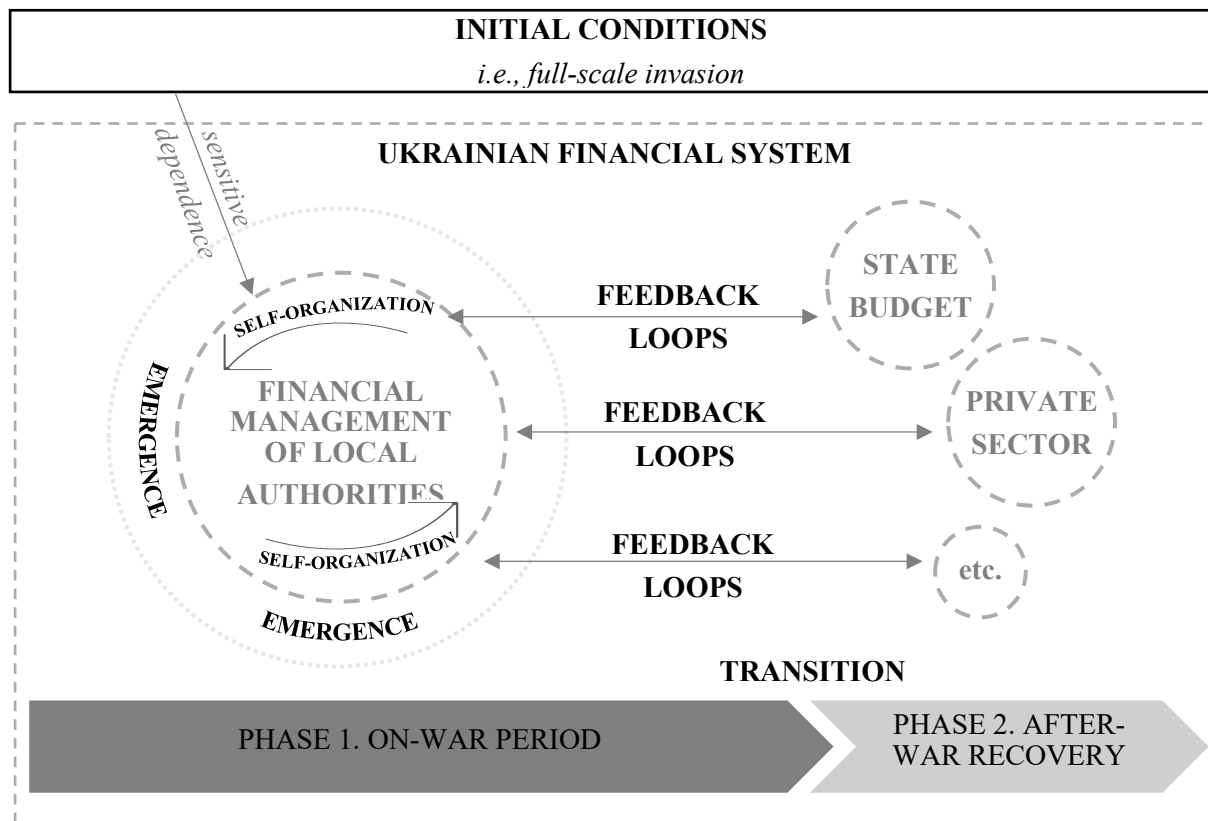 INITIAL CONDITIONS
i.e., full-scale invasion
sensitive
dependence
UKRAINIAN FINANCIAL SYSTEM
SELF-ORGANIZATION
FINANCIAL
MANAGEMENT
OF LOCAL
AUTHORITIES
SELF-ORGANIZATION
EMERGENCE
EMERGENCE
FEEDBACK
LOOPS
STATE
BUDGET
FEEDBACK
LOOPS
PRIVATE
SECTOR
FEEDBACK
LOOPS
etc.
TRANSITION
PHASE 1. ON-WAR PERIOD
PHASE 2. AFTER-
WAR RECOVERY